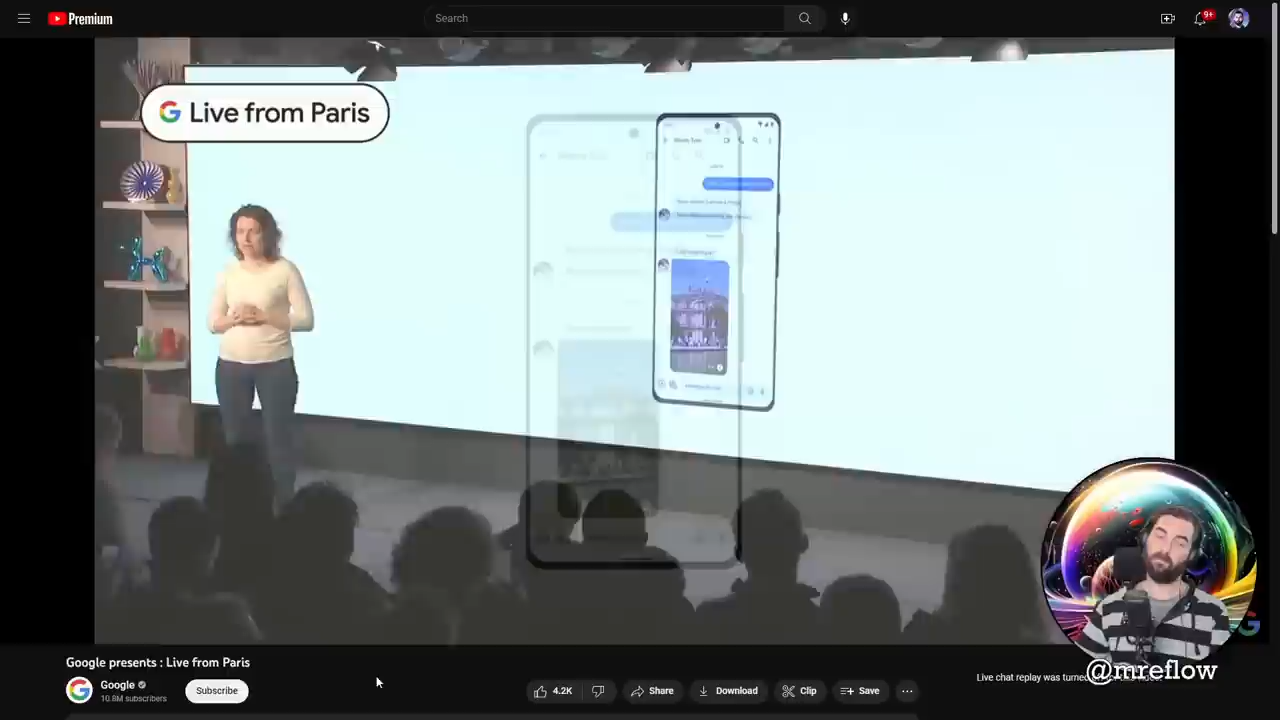 Premium
Search
9+
Live from Paris
Google presents : Live from Paris
Google
10.8M subscribers
Subscribe
4.2K
Share
Download
Clip
Save
Live chat replay was turned
@mreflow